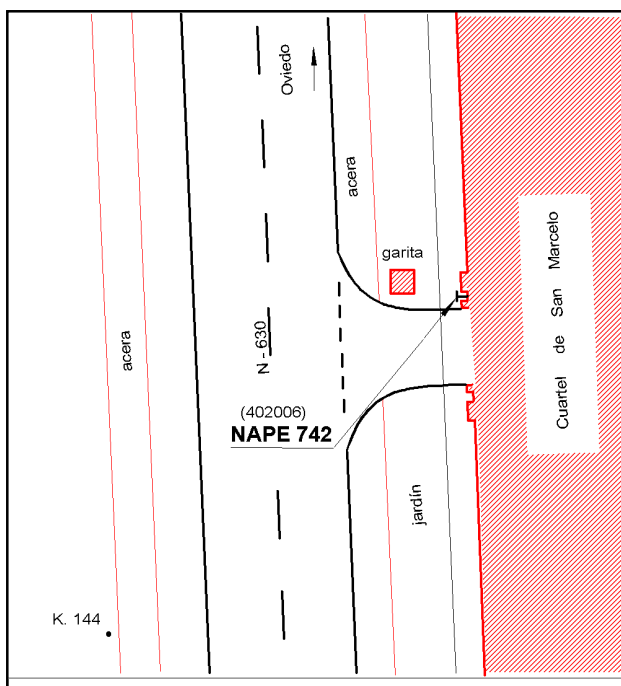 Oviedo
acera
garita
acera
N - 630
Cuartel de San Marcelo
(402006)
NAPE 742
jardín
K. 144